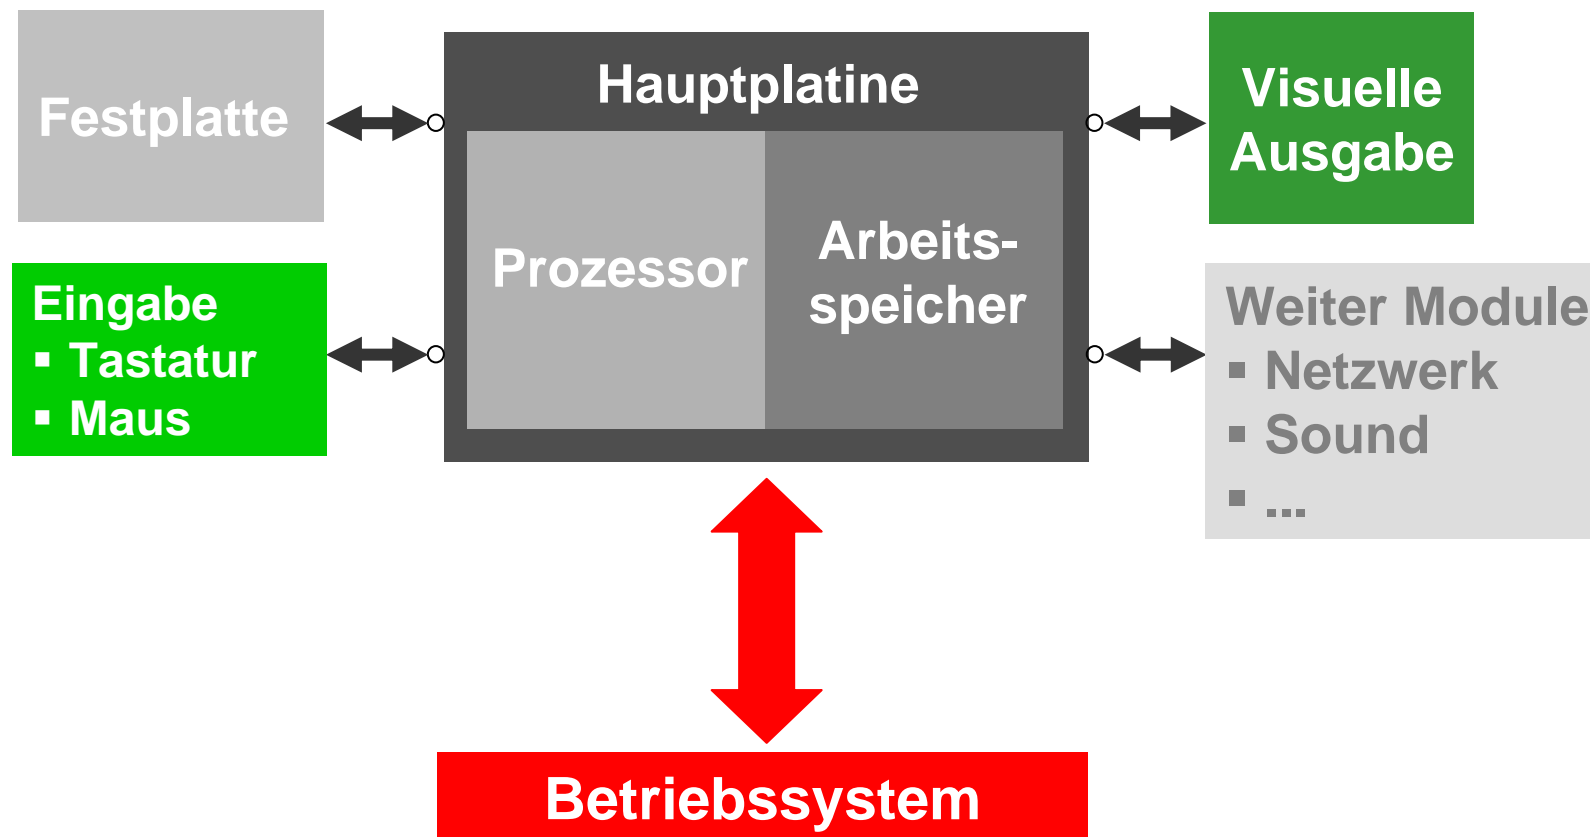 Festplatte
Hauptplatine
Visuelle
Ausgabe
Prozessor
Arbeits-
speicher
Eingabe
▪ Tastatur
▪ Maus
Weiter Module
▪ Netzwerk
▪ Sound
▪ ...
Betriebssystem